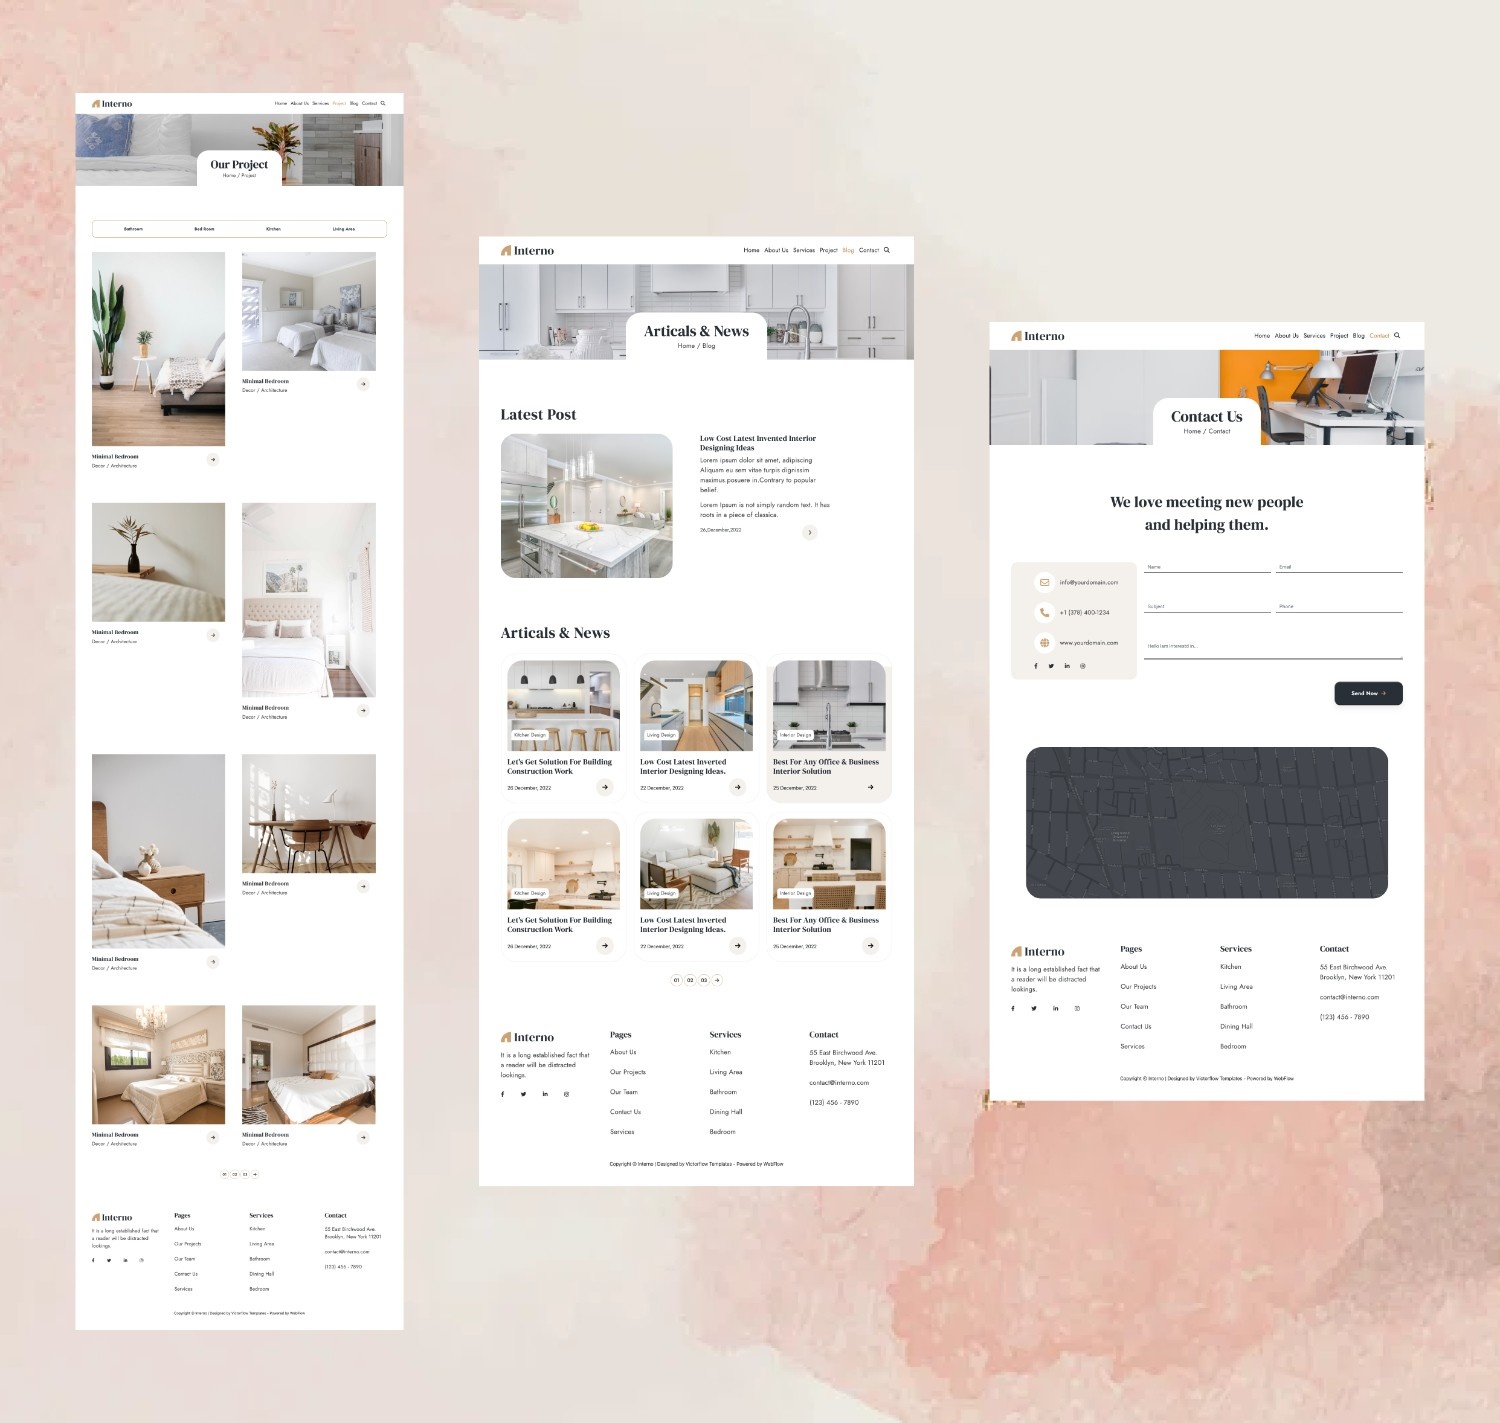 Interno
Home About Us Services Project Blog Contact
Our Project
Home / Project
Bathroom Bed Room Kitchen Living Area
Minimal Bedroom
Decor / Architecture
Minimal Bedroom
Decor / Architecture
Minimal Bedroom
Decor / Architecture
Minimal Bedroom
Decor / Architecture
Minimal Bedroom
Decor / Architecture
Minimal Bedroom
Decor / Architecture
Minimal Bedroom
Decor / Architecture
Minimal Bedroom
Decor / Architecture
01 02 03
Interno
It is a long established fact that
a reader will be distracted
lookings.
Pages
About Us
Our Projects
Our Team
Contact Us
Services
Services
Kitchen
Living Area
Bathroom
Dining Hall
Bedroom
Contact
55 East Birchwood Ave.
Brooklyn, New York 11201
contact@interno.com
(123) 456 - 7890
Copyright © Interno | Designed by Victorflow Templates - Powered by WebFlow
Interno
Home About Us Services Project Blog Contact
Articals & News
Home / Blog
Latest Post
Low Cost Latest Invented Interior
Designing Ideas
Lorem ipsum dolor sit amet, adipiscing
Aliquam eu sem vitae turpis dignissim
maximus.posuere in.Contrary to popular
belief.
Lorem Ipsum is not simply random text. It has
roots in a piece of classica.
26,December,2022
Articals & News
Kitchen Design
Let's Get Solution For Building
Construction Work
26 December, 2022
Living Design
Low Cost Latest Inverted
Interior Designing Ideas.
22 December, 2022
Interior Design
Best For Any Office & Business
Interior Solution
25 December, 2022
Kitchen Design
Let's Get Solution For Building
Construction Work
26 December, 2022
Living Design
Low Cost Latest Inverted
Interior Designing Ideas.
22 December, 2022
Interior Design
Best For Any Office & Business
Interior Solution
25 December, 2022
01 02 03
Interno
It is a long established fact that
a reader will be distracted
lookings.
Pages
About Us
Our Projects
Our Team
Contact Us
Services
Services
Kitchen
Living Area
Bathroom
Dining Hall
Bedroom
Contact
55 East Birchwood Ave.
Brooklyn, New York 11201
contact@interno.com
(123) 456 - 7890
Copyright © Interno | Designed by Victorflow Templates - Powered by WebFlow
Interno
Home About Us Services Project Blog Contact
Contact Us
Home / Contact
We love meeting new people
and helping them.
info@yourdomain.com
+1 (378) 400-1234
www.yourdomain.com
Name
Email
Subject
Phone
Hello I am Intrested in..
Send Now
Interno
It is a long established fact that
a reader will be distracted
lookings.
Pages
About Us
Our Projects
Our Team
Contact Us
Services
Services
Kitchen
Living Area
Bathroom
Dining Hall
Bedroom
Contact
55 East Birchwood Ave.
Brooklyn, New York 11201
contact@interno.com
(123) 456 - 7890
Copyright © Interno | Designed by Victorflow Templates - Powered by WebFlow